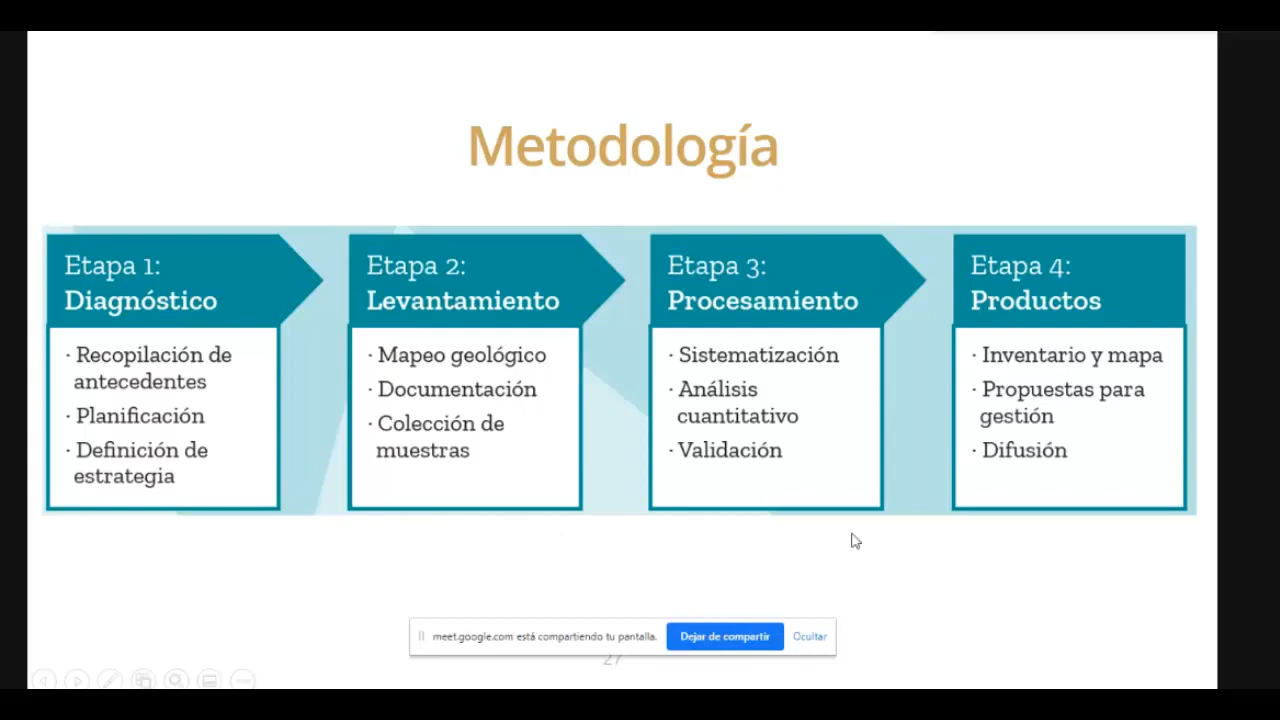 Metodología
Etapa 1:
Diagnóstico
· Recopilación de
antecedentes
· Planificación
· Definición de
estrategia
Etapa 2:
Levantamiento
· Mapeo geológico
· Documentación
· Colección de
muestras
Etapa 3:
Procesamiento
· Sistematización
· Análisis
cuantitativo
· Validación
Etapa 4:
Productos
· Inventario y mapa
· Propuestas para
gestión
· Difusión
meet.google.com está compartiendo tu pantalla.
Dejar de compartir
Ocultar
27